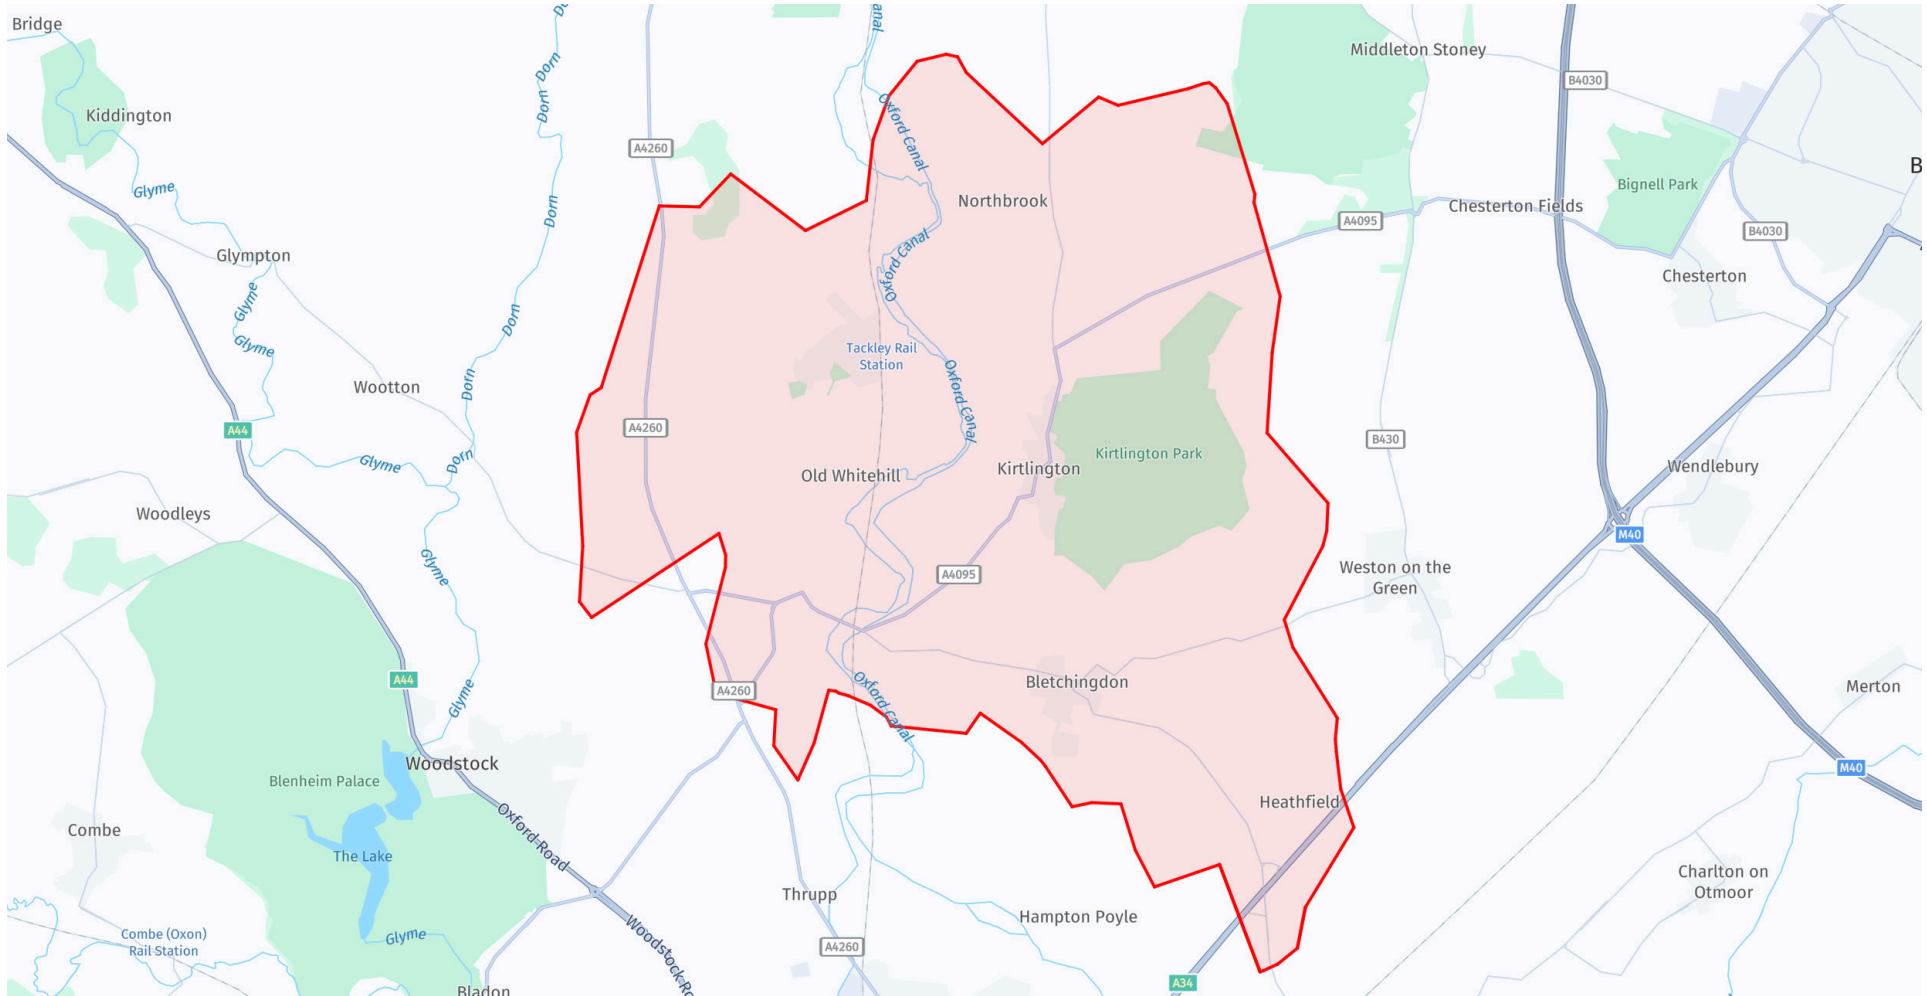 Bridge
Kiddington
Glyme
Glympton
Glyme
Glyme
Wootton
A44
Glyme
Dorn
Dorn
Dorn
Dorn
Dorn
Dorn
Woodleys
Glyme
A44
Glyme
Woodstock
Blenheim Palace
The Lake
Combe
Combe (Oxon)
Rail Station
Glyme
Bladon
Oxford Road
Woodstock Ro
A4260
A4260
A4260
A4260
Thrupp
Hampton Poyle
anal
Oxford Canal
Oxford Canal
Oxford Canal
Oxford Canal
Northbrook
Tackley Rail
Station
Old Whitehill
Kirtlington
Kirtlington Park
A4095
A4095
Bletchingdon
Heathfield
A34
Middleton Stoney
B4030
Bignell Park
B
Chesterton Fields
B4030
Chesterton
B430
Wendlebury
M40
Weston on the
Green
Merton
M40
Charlton on
Otmoor